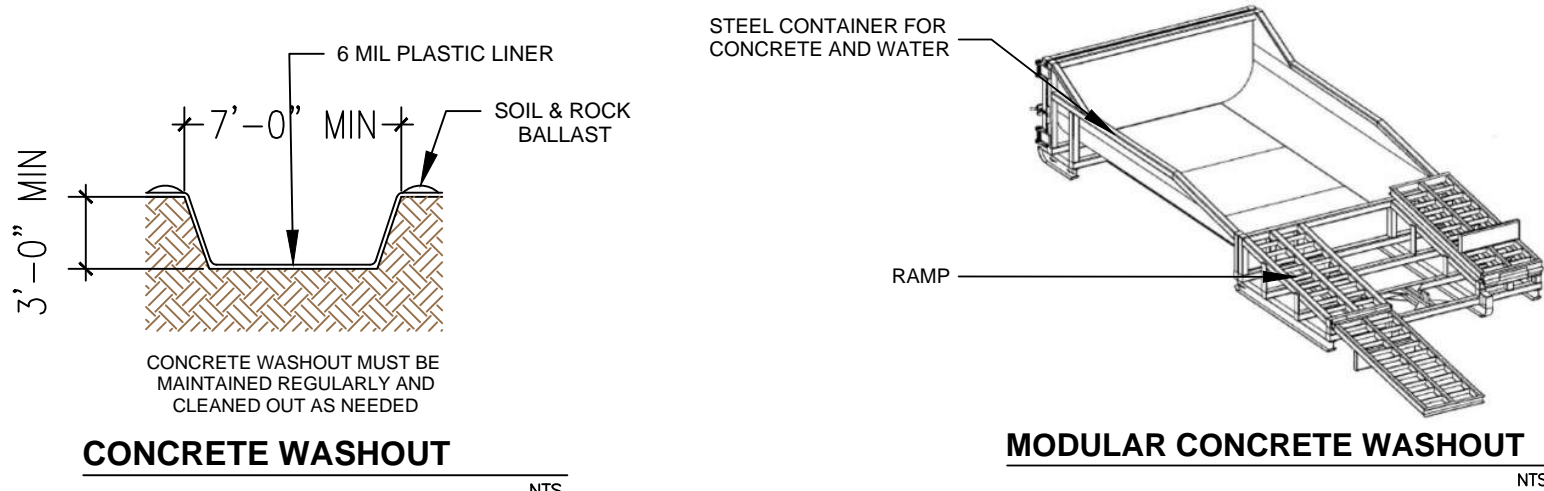 6 MIL PLASTIC LINER
7'-0" MIN
SOIL & ROCK
BALLAST
3'-0" MIN
CONCRETE WASHOUT MUST BE
MAINTAINED REGULARLY AND
CLEANED OUT AS NEEDED
CONCRETE WASHOUT
NTS
STEEL CONTAINER FOR
CONCRETE AND WATER
RAMP
MODULAR CONCRETE WASHOUT
NTS